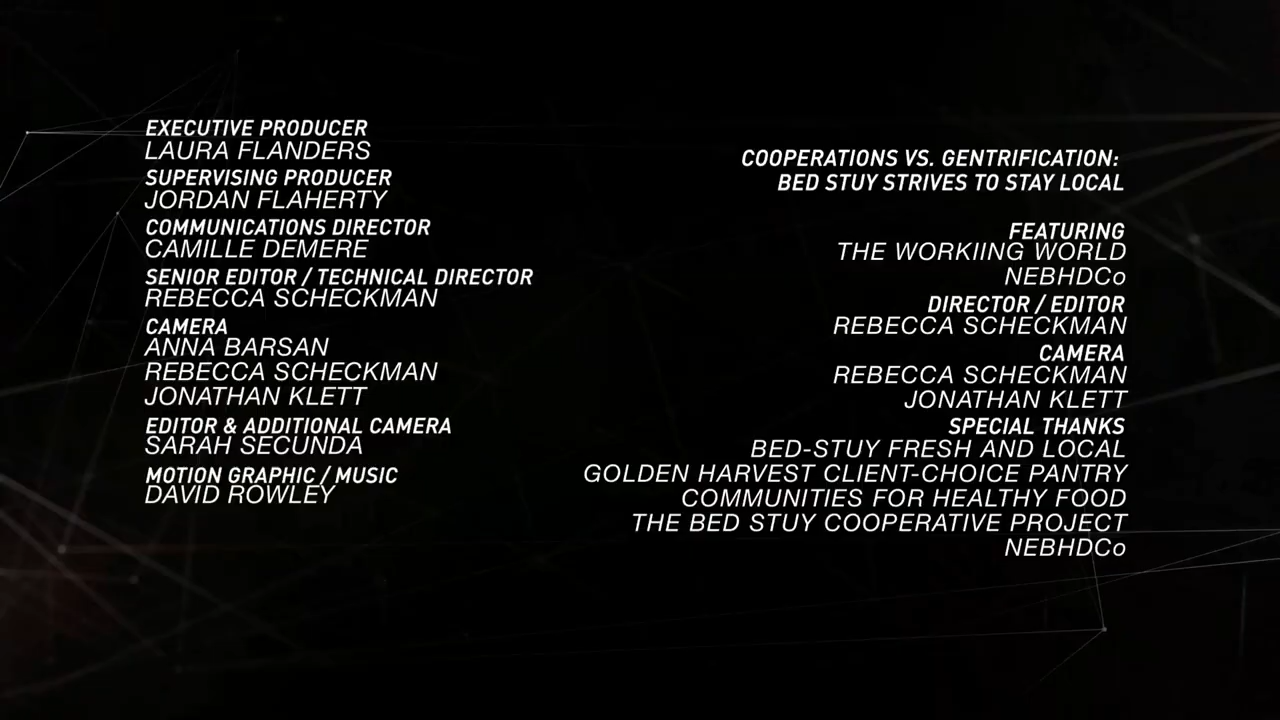 EXECUTIVE PRODUCER
LAURA FLANDERS
SUPERVISING PRODUCER
JORDAN FLAHERTY
COMMUNICATIONS DIRECTOR
CAMILLE DEMERE
SENIOR EDITOR / TECHNICAL DIRECTOR
REBECCA SCHECKMAN
CAMERA
ANNA BARSAN
REBECCA SCHECKMAN
JONATHAN KLETT
EDITOR & ADDITIONAL CAMERA
SARAH SECUNDA
MOTION GRAPHIC / MUSIC
DAVID ROWLEY
COOPERATIONS VS. GENTRIFICATION:
BED STUY STRIVES TO STAY LOCAL
FEATURING
THE WORKIING WORLD
NEBHDCo
DIRECTOR / EDITOR
REBECCA SCHECKMAN
CAMERA
REBECCA SCHECKMAN
JONATHAN KLETT
SPECIAL THANKS
BED-STUY FRESH AND LOCAL
GOLDEN HARVEST CLIENT-CHOICE PANTRY
COMMUNITIES FOR HEALTHY FOOD
THE BED STUY COOPERATIVE PROJECT
NEBHDCo